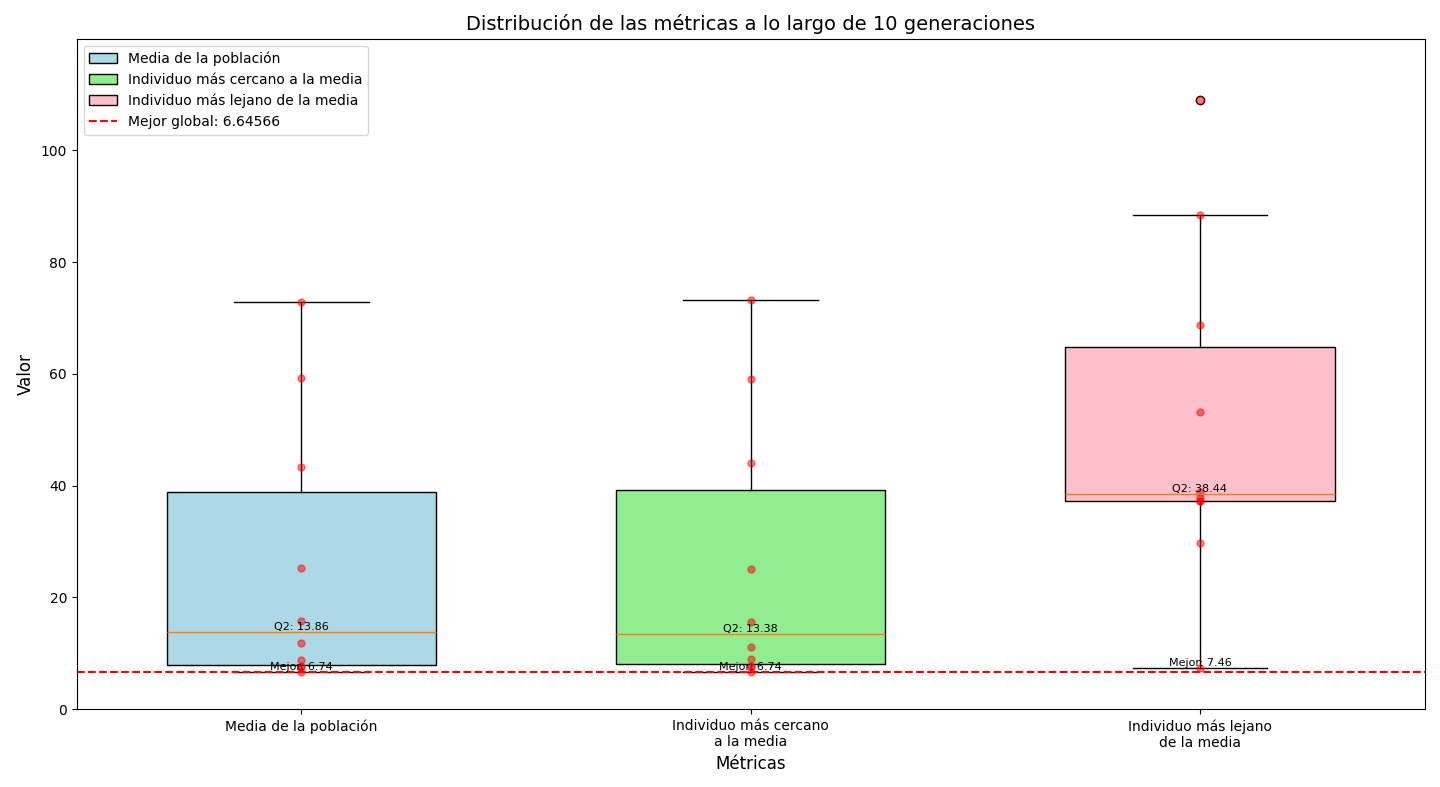 Distribución de las métricas a lo largo de 10 generaciones
Media de la población
Individuo más cercano a la media
Individuo más lejano de la media
Mejor global: 6.64566
Valor
100
80
60
40
20
0
Q2: 13.86
Mejor: 6.74
Q2: 13.38
Mejor: 6.74
Q2: 38.44
Mejor: 7.46
Media de la población
Individuo más cercano
a la media
Individuo más lejano
de la media
Métricas